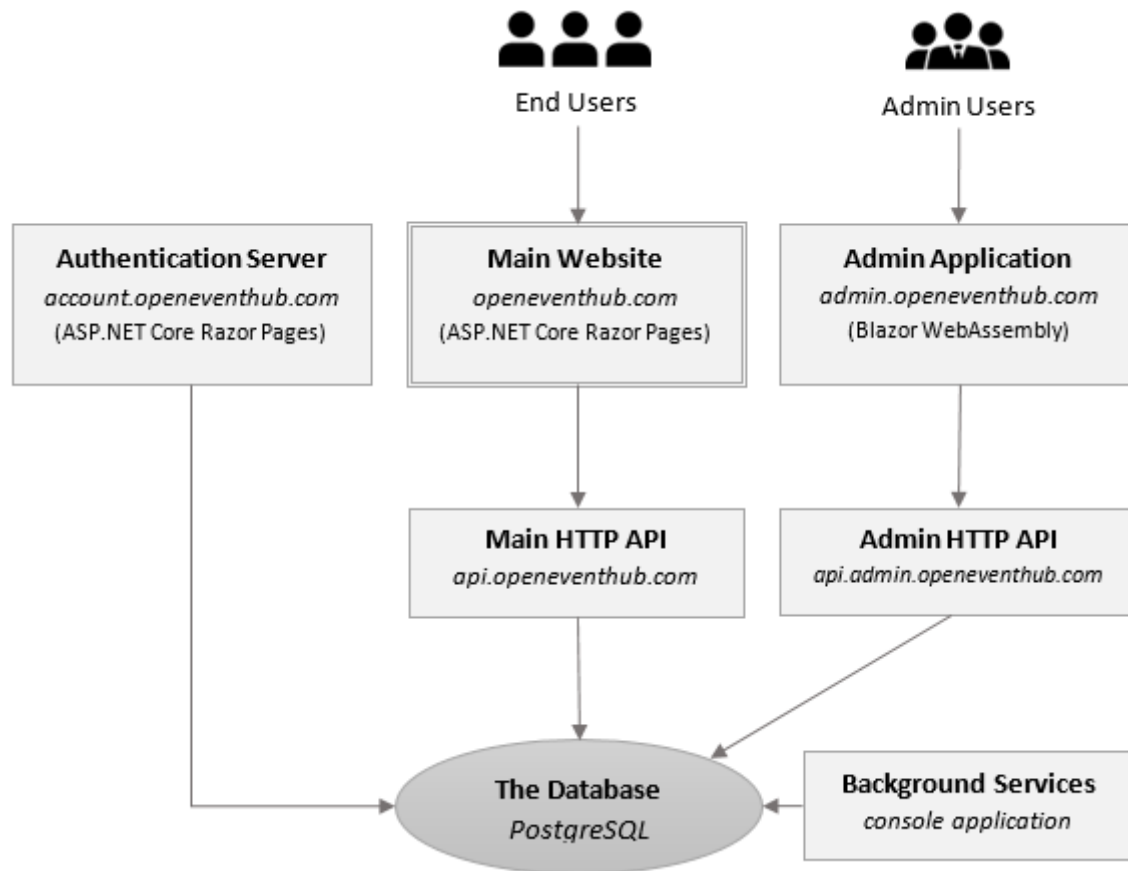 End Users
Admin Users
Authentication Server
account.openeventhub.com
(ASP.NET Core Razor Pages)
Main Website
openeventhub.com
(ASP.NET Core Razor Pages)
Admin Application
admin.openeventhub.com
(Blazor WebAssembly)
Main HTTP API
api.openeventhub.com
Admin HTTP API
api.admin.openeventhub.com
The Database
PostgreSQL
Background Services
console application